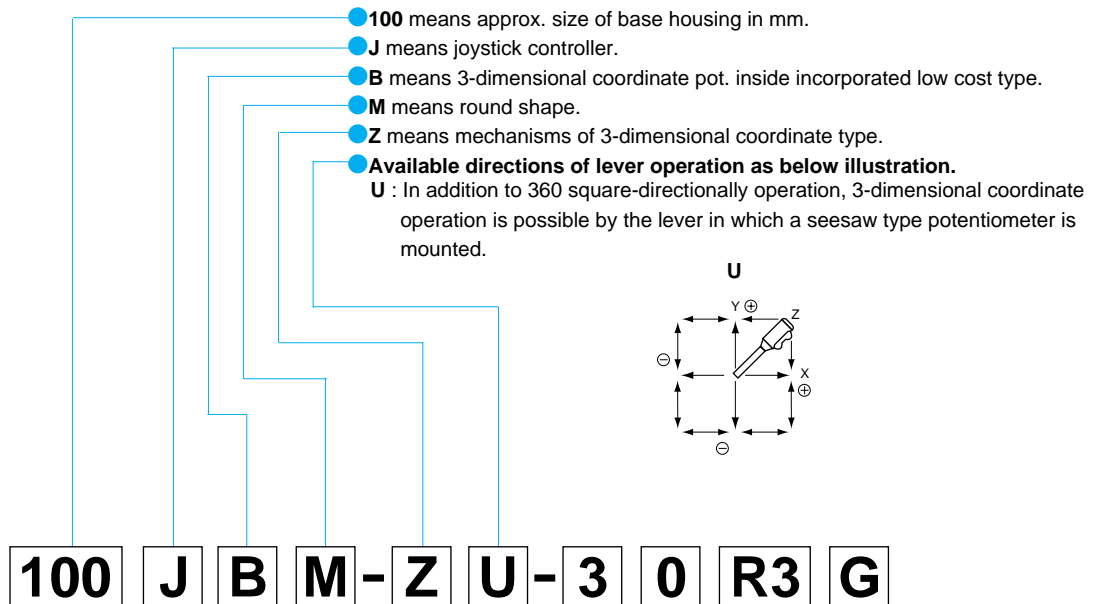 100 means approx. size of base housing in mm.
J means joystick controller.
B means 3-dimensional coordinate pot. inside incorporated low cost type.
M means round shape.
Z means mechanisms of 3-dimensional coordinate type.
Available directions of lever operation as below illustration.
U : In addition to 360 square-directionally operation, 3-dimensional coordinate
operation is possible by the lever in which a seesaw type potentiometer is
mounted.
U
Y ⊕ Z
⊖
X
⊕
⊖
100 J B M - Z U - 3 0 R3 G